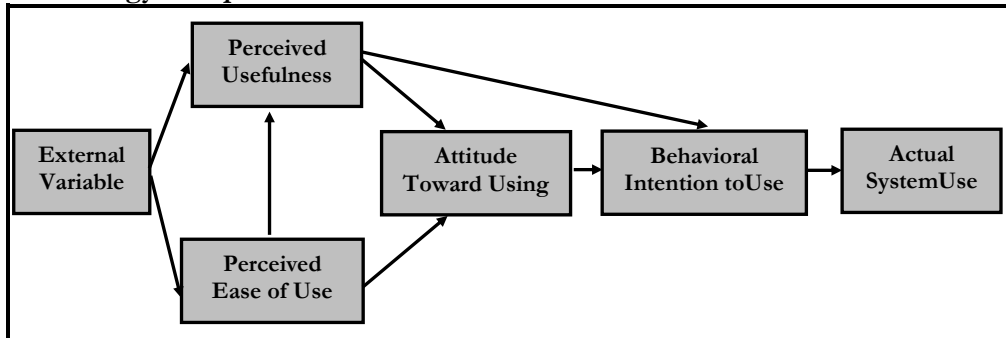 Perceived
Usefulness
External
Variable
Attitude
Toward Using
Behavioral
Intention toUse
Actual
SystemUse
Perceived
Ease of Use